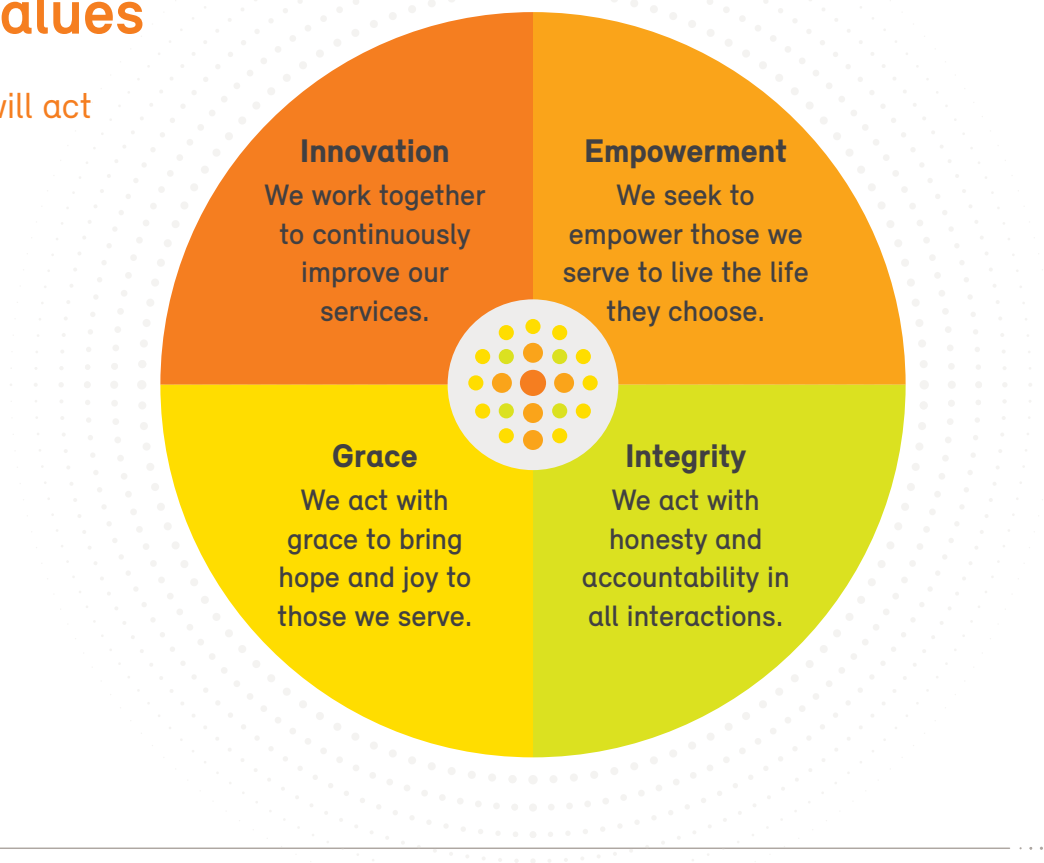 alues
will act
Innovation
We work together
to continuously
improve our
services.
Empowerment
We seek to
empower those we
serve to live the life
they choose.
Grace
We act with
grace to bring
hope and joy to
those we serve.
Integrity
We act with
honesty and
accountability in
all interactions.